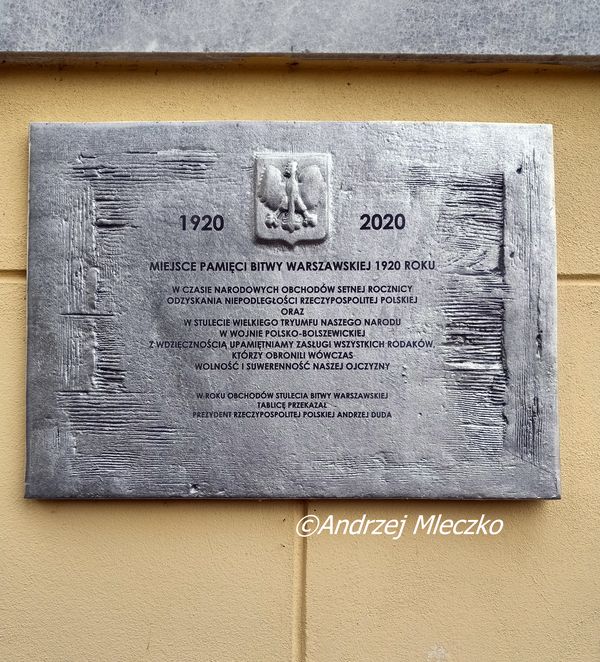 1920 2020
MIEJSCE PAMIĘCI BITWY WARSZAWSKIEJ 1920 ROKU
W CZASIE NARODOWYCH OBCHODÓW SETNEJ ROCZNICY
ODZYSKANIA NIEPODLEGŁOŚCI RZECZYPOSPOLITEJ POLSKIEJ
ORAZ
W STULECIE WIELKIEGO TRYUMFU NASZEGO NARODU
W WOJNIE POLSKO-BOLSZEWICKIEJ
Z WDZIĘCZNOŚCIĄ UPAMIĘTNIAMY ZASŁUGI WSZYSTKICH RODAKÓW,
KTÓRZY OBRONILI WÓWCZAS
WOLNOŚĆ I SUWERENNOŚĆ NASZEJ OJCZYZNY
W ROKU OBCHODÓW STULECIA BITWY WARSZAWSKIEJ
TABLICĘ PRZEKAZAŁ
PREZYDENT RZECZYPOSPOLITEJ POLSKIEJ ANDRZEJ DUDA
©Andrzej Mleczko